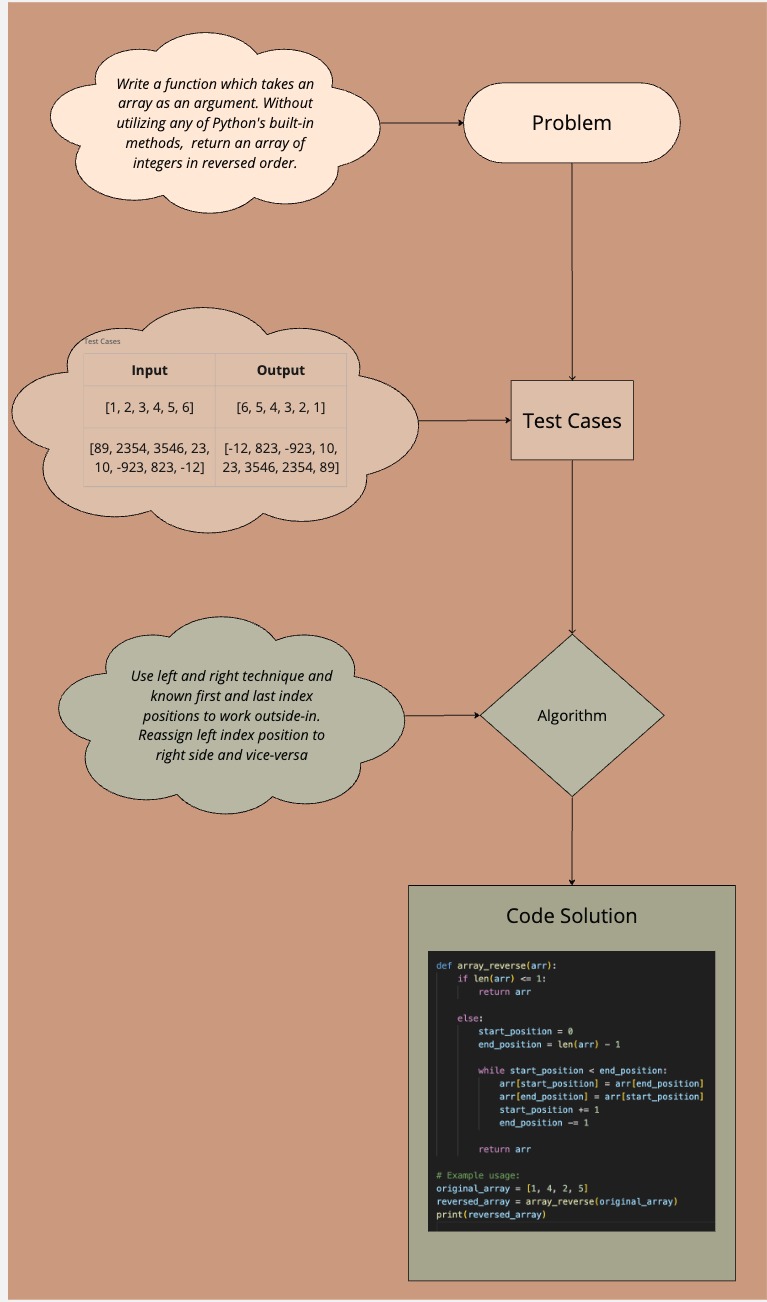 Write a function which takes an
array as an argument. Without
utilizing any of Python's built-in
methods, return an array of
integers in reversed order.
Problem
Test Cases
Input Output
[1, 2, 3, 4, 5, 6] [6, 5, 4, 3, 2, 1]
[89, 2354, 3546, 23, [-12, 823, -923, 10,
10, -923, 823, -12] 23, 3546, 2354, 89]
Test Cases
Use left and right technique and
known first and last index
positions to work outside-in.
Reassign left index position to
right side and vice-versa
Algorithm
Code Solution
def array_reverse(arr):
    if len(arr) <= 1:
        return arr

    else:
        start_position = 0
        end_position = len(arr) - 1

        while start_position < end_position:
            arr[start_position] = arr[end_position]
            arr[end_position] = arr[start_position]
            start_position += 1
            end_position -= 1

        return arr

# Example usage:
original_array = [1, 4, 2, 5]
reversed_array = array_reverse(original_array)
print(reversed_array)